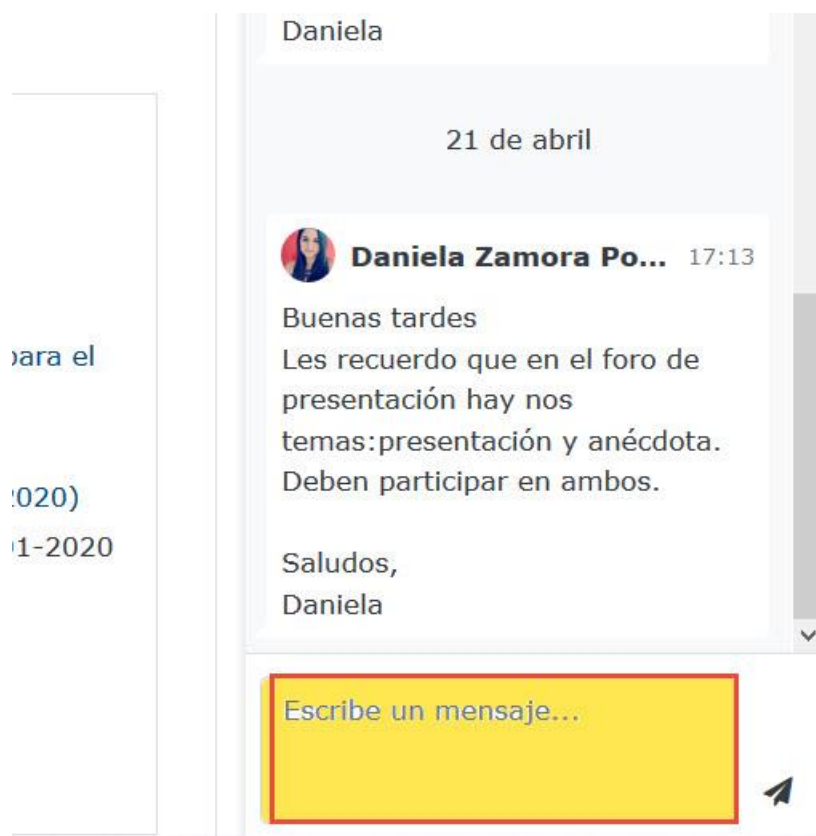 Daniela
21 de abril
Daniela Zamora Po... 17:13
Buenas tardes
Les recuerdo que en el foro de
presentación hay nos
temas:presentación y anécdota.
Deben participar en ambos.
Saludos,
Daniela
Escribe un mensaje...
para el
2020)
1-2020